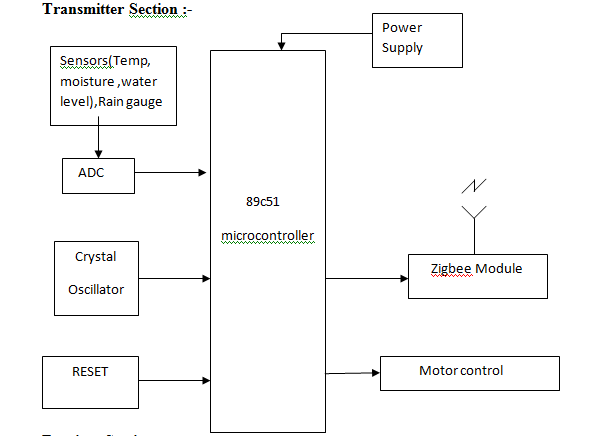 Transmitter Section :-
Power
Supply
Sensors(Temp,
moisture ,water
level),Rain gauge
ADC
89c51
microcontroller
Crystal
Oscillator
Zigbee Module
RESET
Motor control